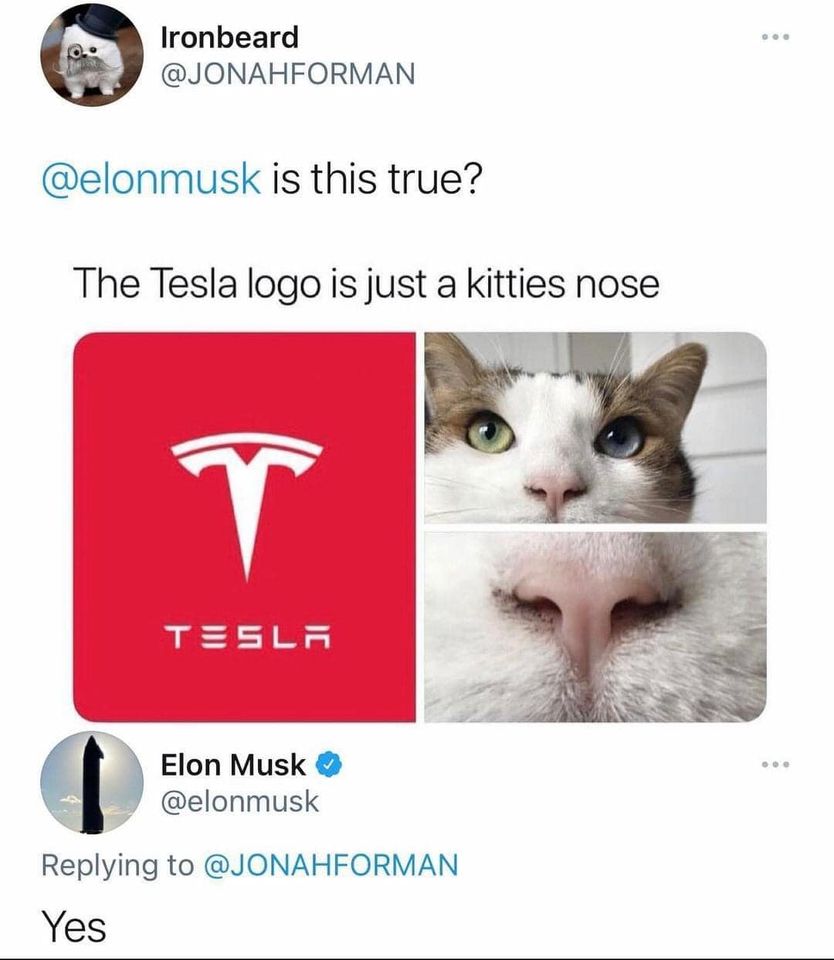 Ironbeard
@JONAHFORMAN
@elonmusk is this true?
The Tesla logo is just a kitties nose
TESLA
Elon Musk
@elonmusk
Replying to @JONAHFORMAN
Yes